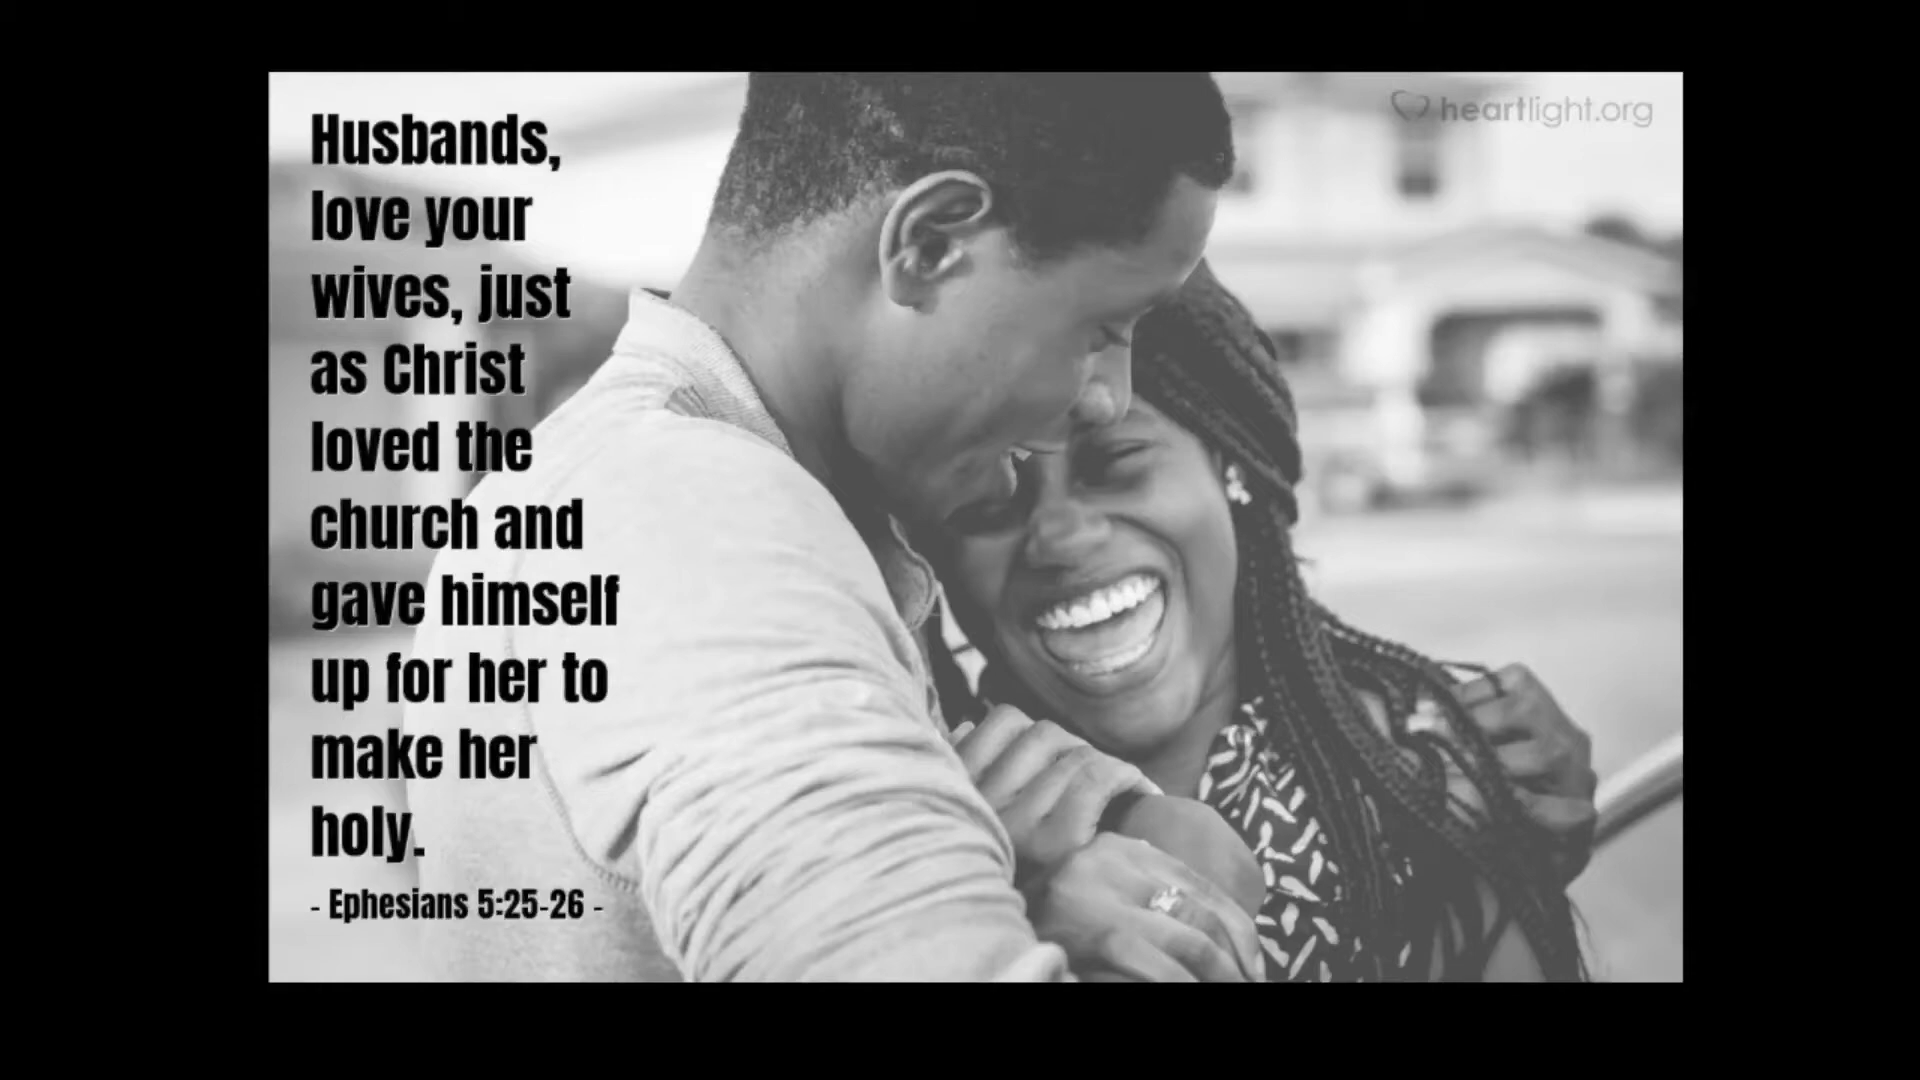 Husbands,
love your
wives, just
as Christ
loved the
church and
gave himself
up for her to
make her
holy.
- Ephesians 5:25-26 -
heartlight.org